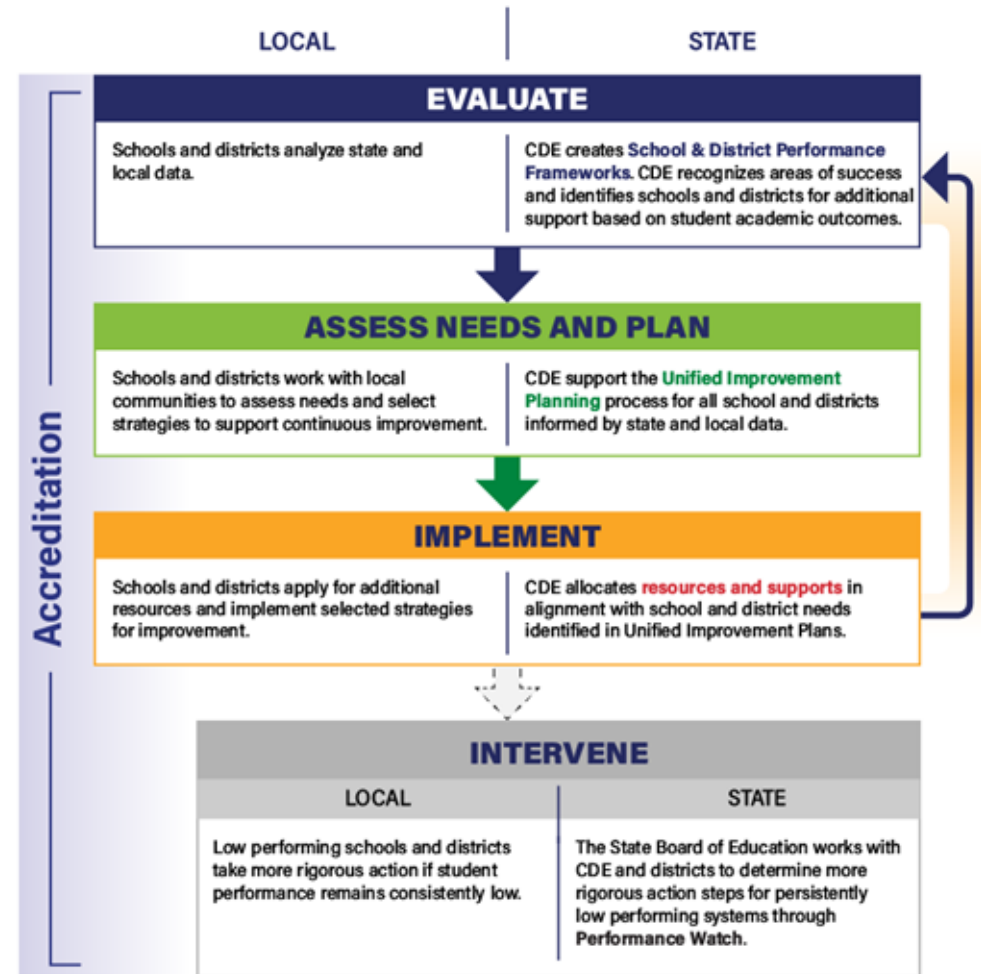 LOCAL
STATE
Accreditation
EVALUATE
Schools and districts analyze state and
local data.
CDE creates School & District Performance
Frameworks. CDE recognizes areas of success
and identifies schools and districts for additional
support based on student academic outcomes.
ASSESS NEEDS AND PLAN
Schools and districts work with local
communities to assess needs and select
strategies to support continuous improvement.
CDE support the Unified Improvement
Planning process for all school and districts
informed by state and local data.
IMPLEMENT
Schools and districts apply for additional
resources and implement selected strategies
for improvement.
CDE allocates resources and supports in
alignment with school and district needs
identified in Unified Improvement Plans.
INTERVENE
LOCAL
STATE
Low performing schools and districts
take more rigorous action if student
performance remains consistently low.
The State Board of Education works with
CDE and districts to determine more
rigorous action steps for persistently
low performing systems through
Performance Watch.